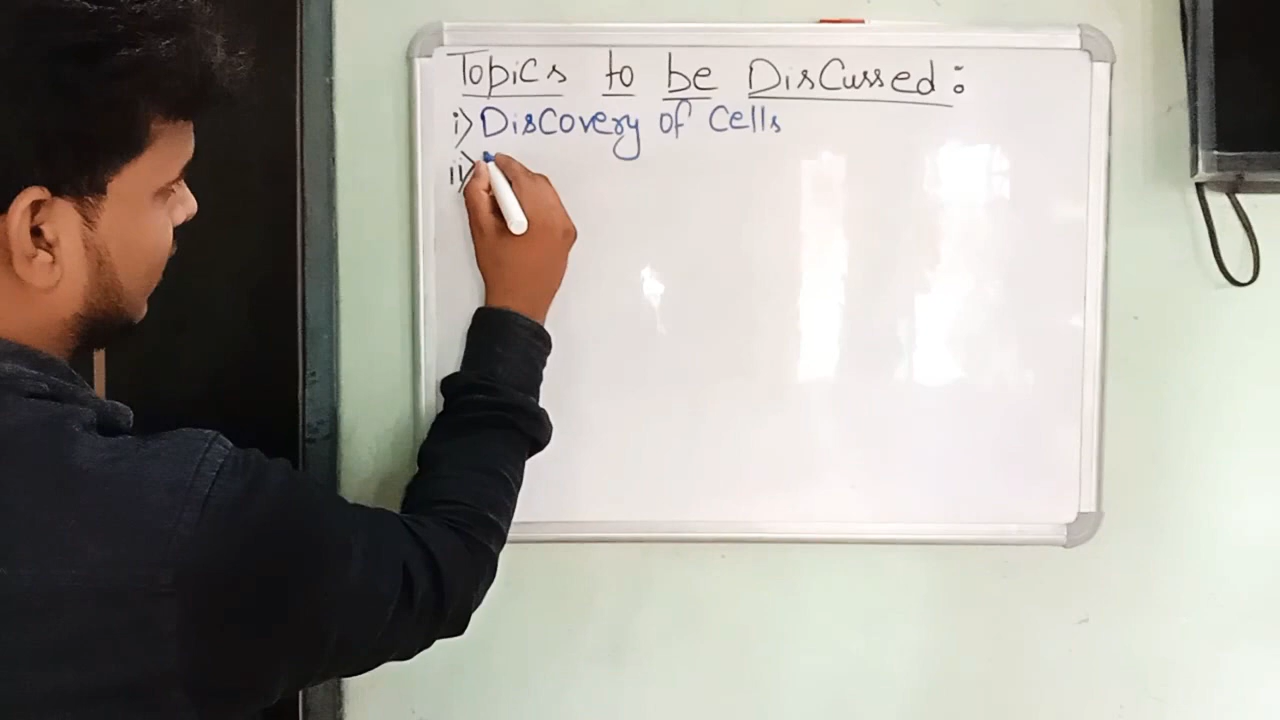 Topics to be Discussed :
i) Discovery of Cells
ii)